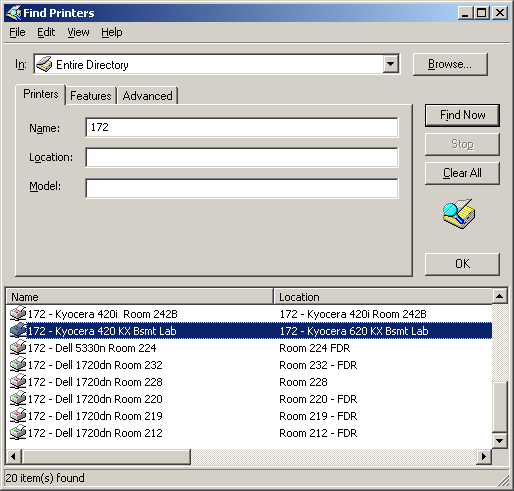 Find Printers
File Edit View Help
In: Entire Directory Browse...
Printers Features Advanced
Find Now
Name: 172
Stop
Location:
Clear All
Model:
OK
Name Location
172 - Kyocera 420i Room 242B 172 - Kyocera 420i Room 242B
172 - Kyocera 420 KX Bsmt Lab 172 - Kyocera 620 KX Bsmt Lab
172 - Dell 5330n Room 224 Room 224 FDR
172 - Dell 1720dn Room 232 Room 232 - FDR
172 - Dell 1720dn Room 228 Room 228
172 - Dell 1720dn Room 220 Room 220 - FDR
172 - Dell 1720dn Room 219 Room 219 - FDR
172 - Dell 1720dn Room 212 Room 212 - FDR
20 item(s) found